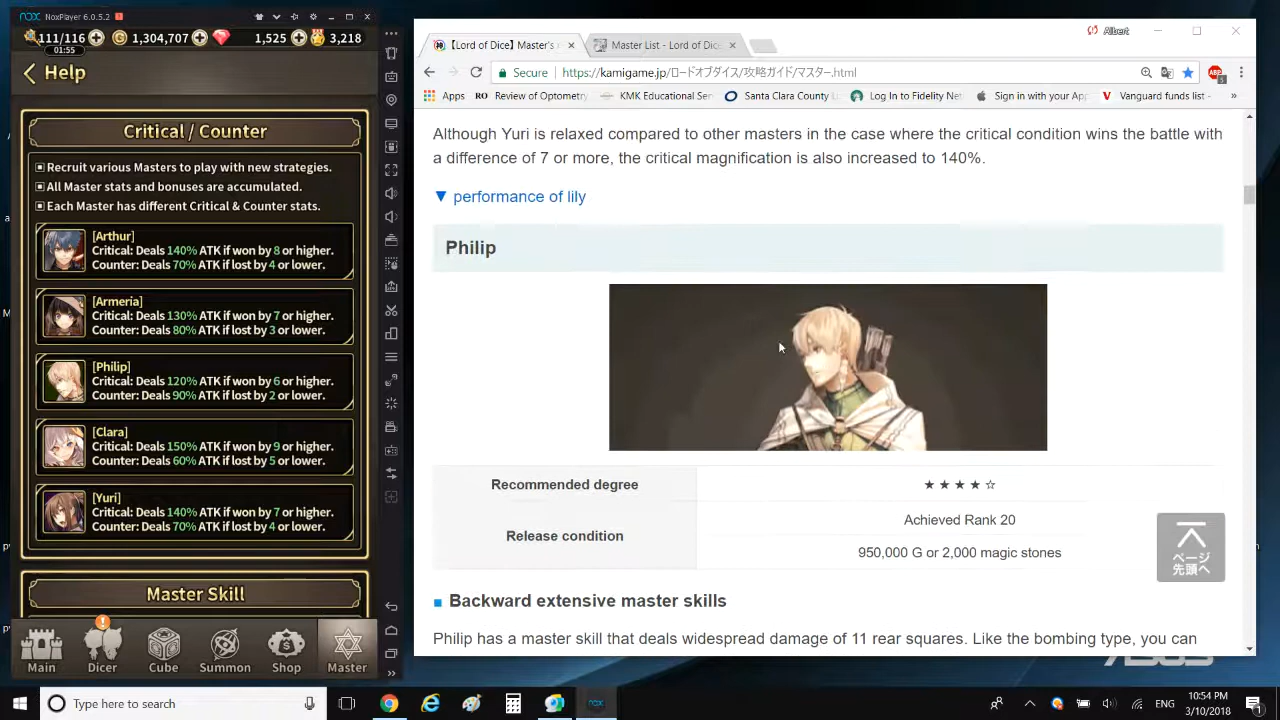 NoxPlayer 6.0.5.2
111/116
01:55
1,304,707
1,525
3,218
Help
Critical / Counter
Recruit various Masters to play with new strategies.
All Master stats and bonuses are accumulated.
Each Master has different Critical & Counter stats.
[Arthur]
Critical: Deals 140% ATK if won by 8 or higher.
Counter: Deals 70% ATK if lost by 4 or lower.
[Armeria]
Critical: Deals 130% ATK if won by 7 or higher.
Counter: Deals 80% ATK if lost by 3 or lower.
[Philip]
Critical: Deals 120% ATK if won by 6 or higher.
Counter: Deals 90% ATK if lost by 2 or lower.
[Clara]
Critical: Deals 150% ATK if won by 9 or higher.
Counter: Deals 60% ATK if lost by 5 or lower.
[Yuri]
Critical: Deals 140% ATK if won by 7 or higher.
Counter: Deals 70% ATK if lost by 4 or lower.
Master Skill
Main
Dicer
Cube
Summon
Shop
Master
【Lord of Dice】Master's
Master List - Lord of Dice
Albert
Secure
https://kamigame.jp/ロードオブダイス/攻略ガイド/マスター.html
Apps
RO Review of Optometry
KMK Educational Serv
Santa Clara County
Log In to Fidelity Net
Sign in with your Ap
Vanguard funds list -
Although Yuri is relaxed compared to other masters in the case where the critical condition wins the battle with
a difference of 7 or more, the critical magnification is also increased to 140%.
▼ performance of lily
Philip
Recommended degree
★★★★☆
Release condition
Achieved Rank 20
950,000 G or 2,000 magic stones
ページ
先頭へ
Backward extensive master skills
Philip has a master skill that deals widespread damage of 11 rear squares. Like the bombing type, you can
Type here to search
ENG
10:54 PM
3/10/2018